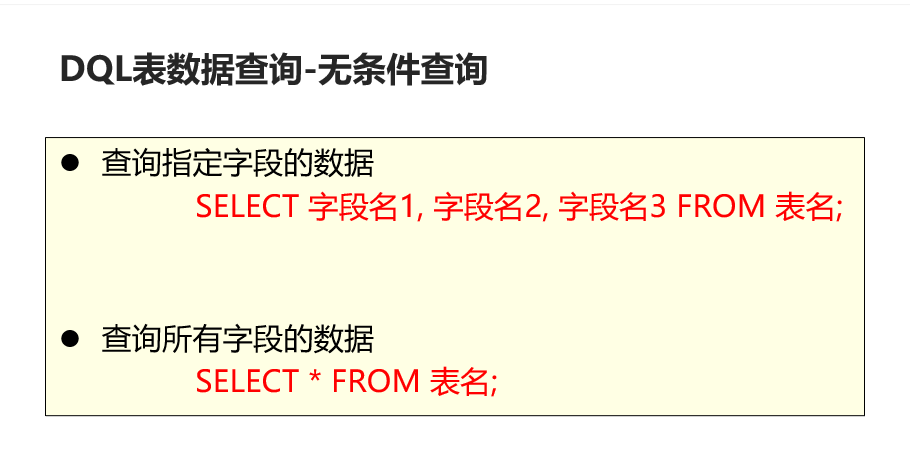 DQL表数据查询-无条件查询
● 查询指定字段的数据
SELECT 字段名1, 字段名2, 字段名3 FROM 表名;
● 查询所有字段的数据
SELECT * FROM 表名;